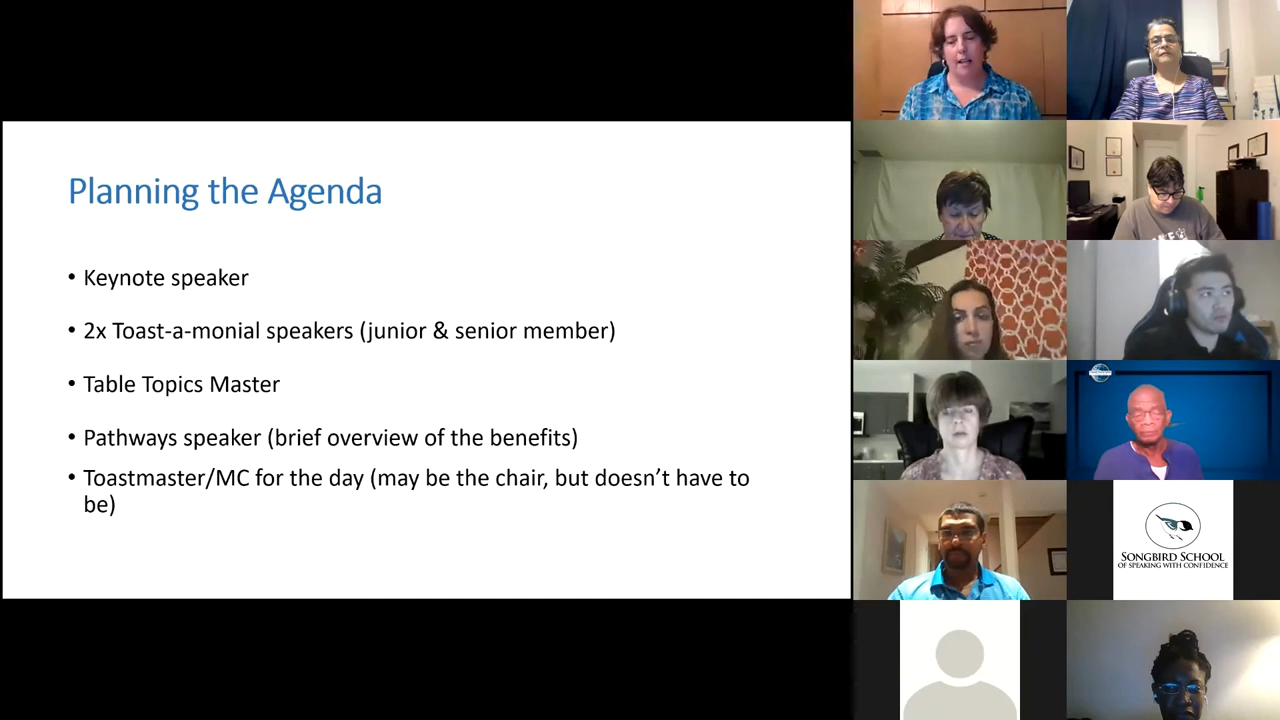 Planning the Agenda
• Keynote speaker
• 2x Toast-a-monial speakers (junior & senior member)
• Table Topics Master
• Pathways speaker (brief overview of the benefits)
• Toastmaster/MC for the day (may be the chair, but doesn’t have to
be)
SONGBIRD SCHOOL
OF SPEAKING WITH CONFIDENCE